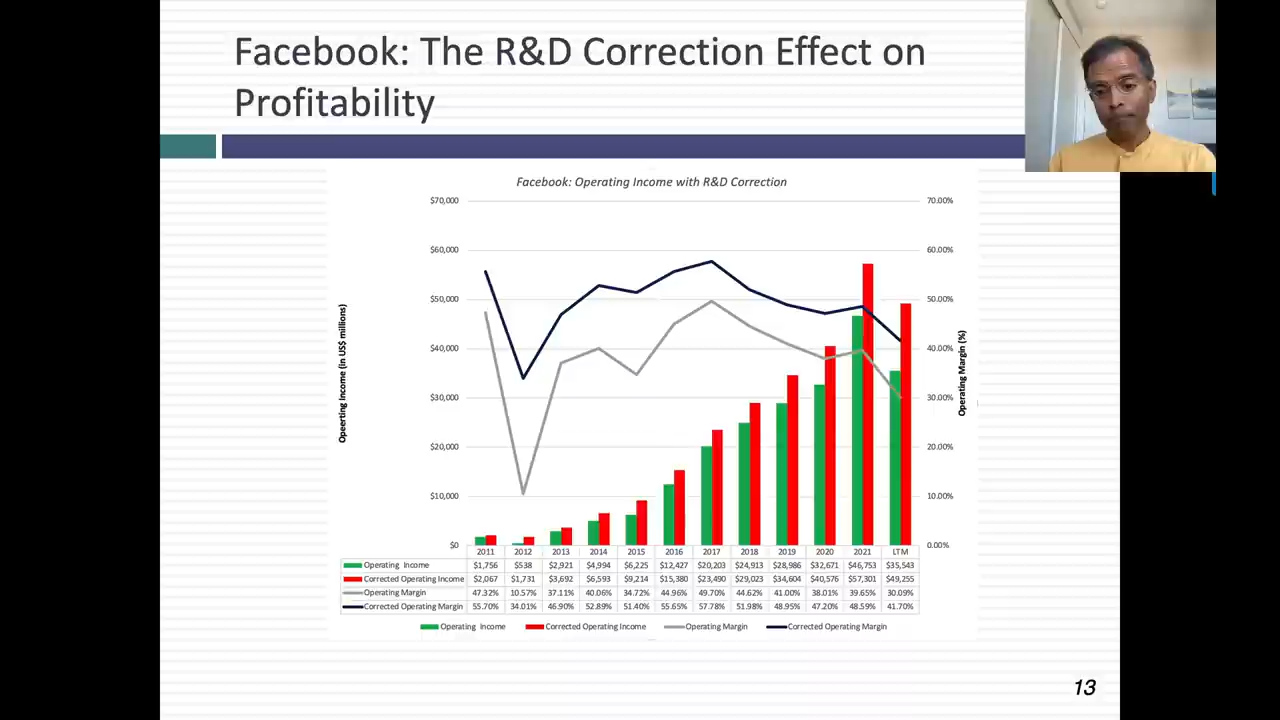 Facebook: The R&D Correction Effect on
Profitability
Facebook: Operating Income with R&D Correction
$70,000
$60,000
$50,000
$40,000
$30,000
$20,000
$10,000
$0
Opeerting Income (in US$ millions)
70.00%
60.00%
50.00%
40.00%
30.00%
20.00%
10.00%
0.00%
Operating Margin (%)
2011 2012 2013 2014 2015 2016 2017 2018 2019 2020 2021 LTM
Operating Income $1,756 $538 $2,921 $4,994 $6,225 $12,427 $20,203 $24,913 $28,986 $32,671 $46,753 $35,543
Corrected Operating Income $2,067 $1,731 $3,692 $6,593 $9,214 $15,380 $23,490 $29,023 $34,604 $40,576 $57,301 $49,255
Operating Margin 47.32% 10.57% 37.11% 40.06% 34.72% 44.96% 49.70% 44.62% 41.00% 38.01% 39.65% 30.09%
Corrected Operating Margin 55.70% 34.01% 46.90% 52.89% 51.40% 55.65% 57.78% 51.98% 48.95% 47.20% 48.59% 41.70%
Operating Income Corrected Operating Income Operating Margin Corrected Operating Margin
13